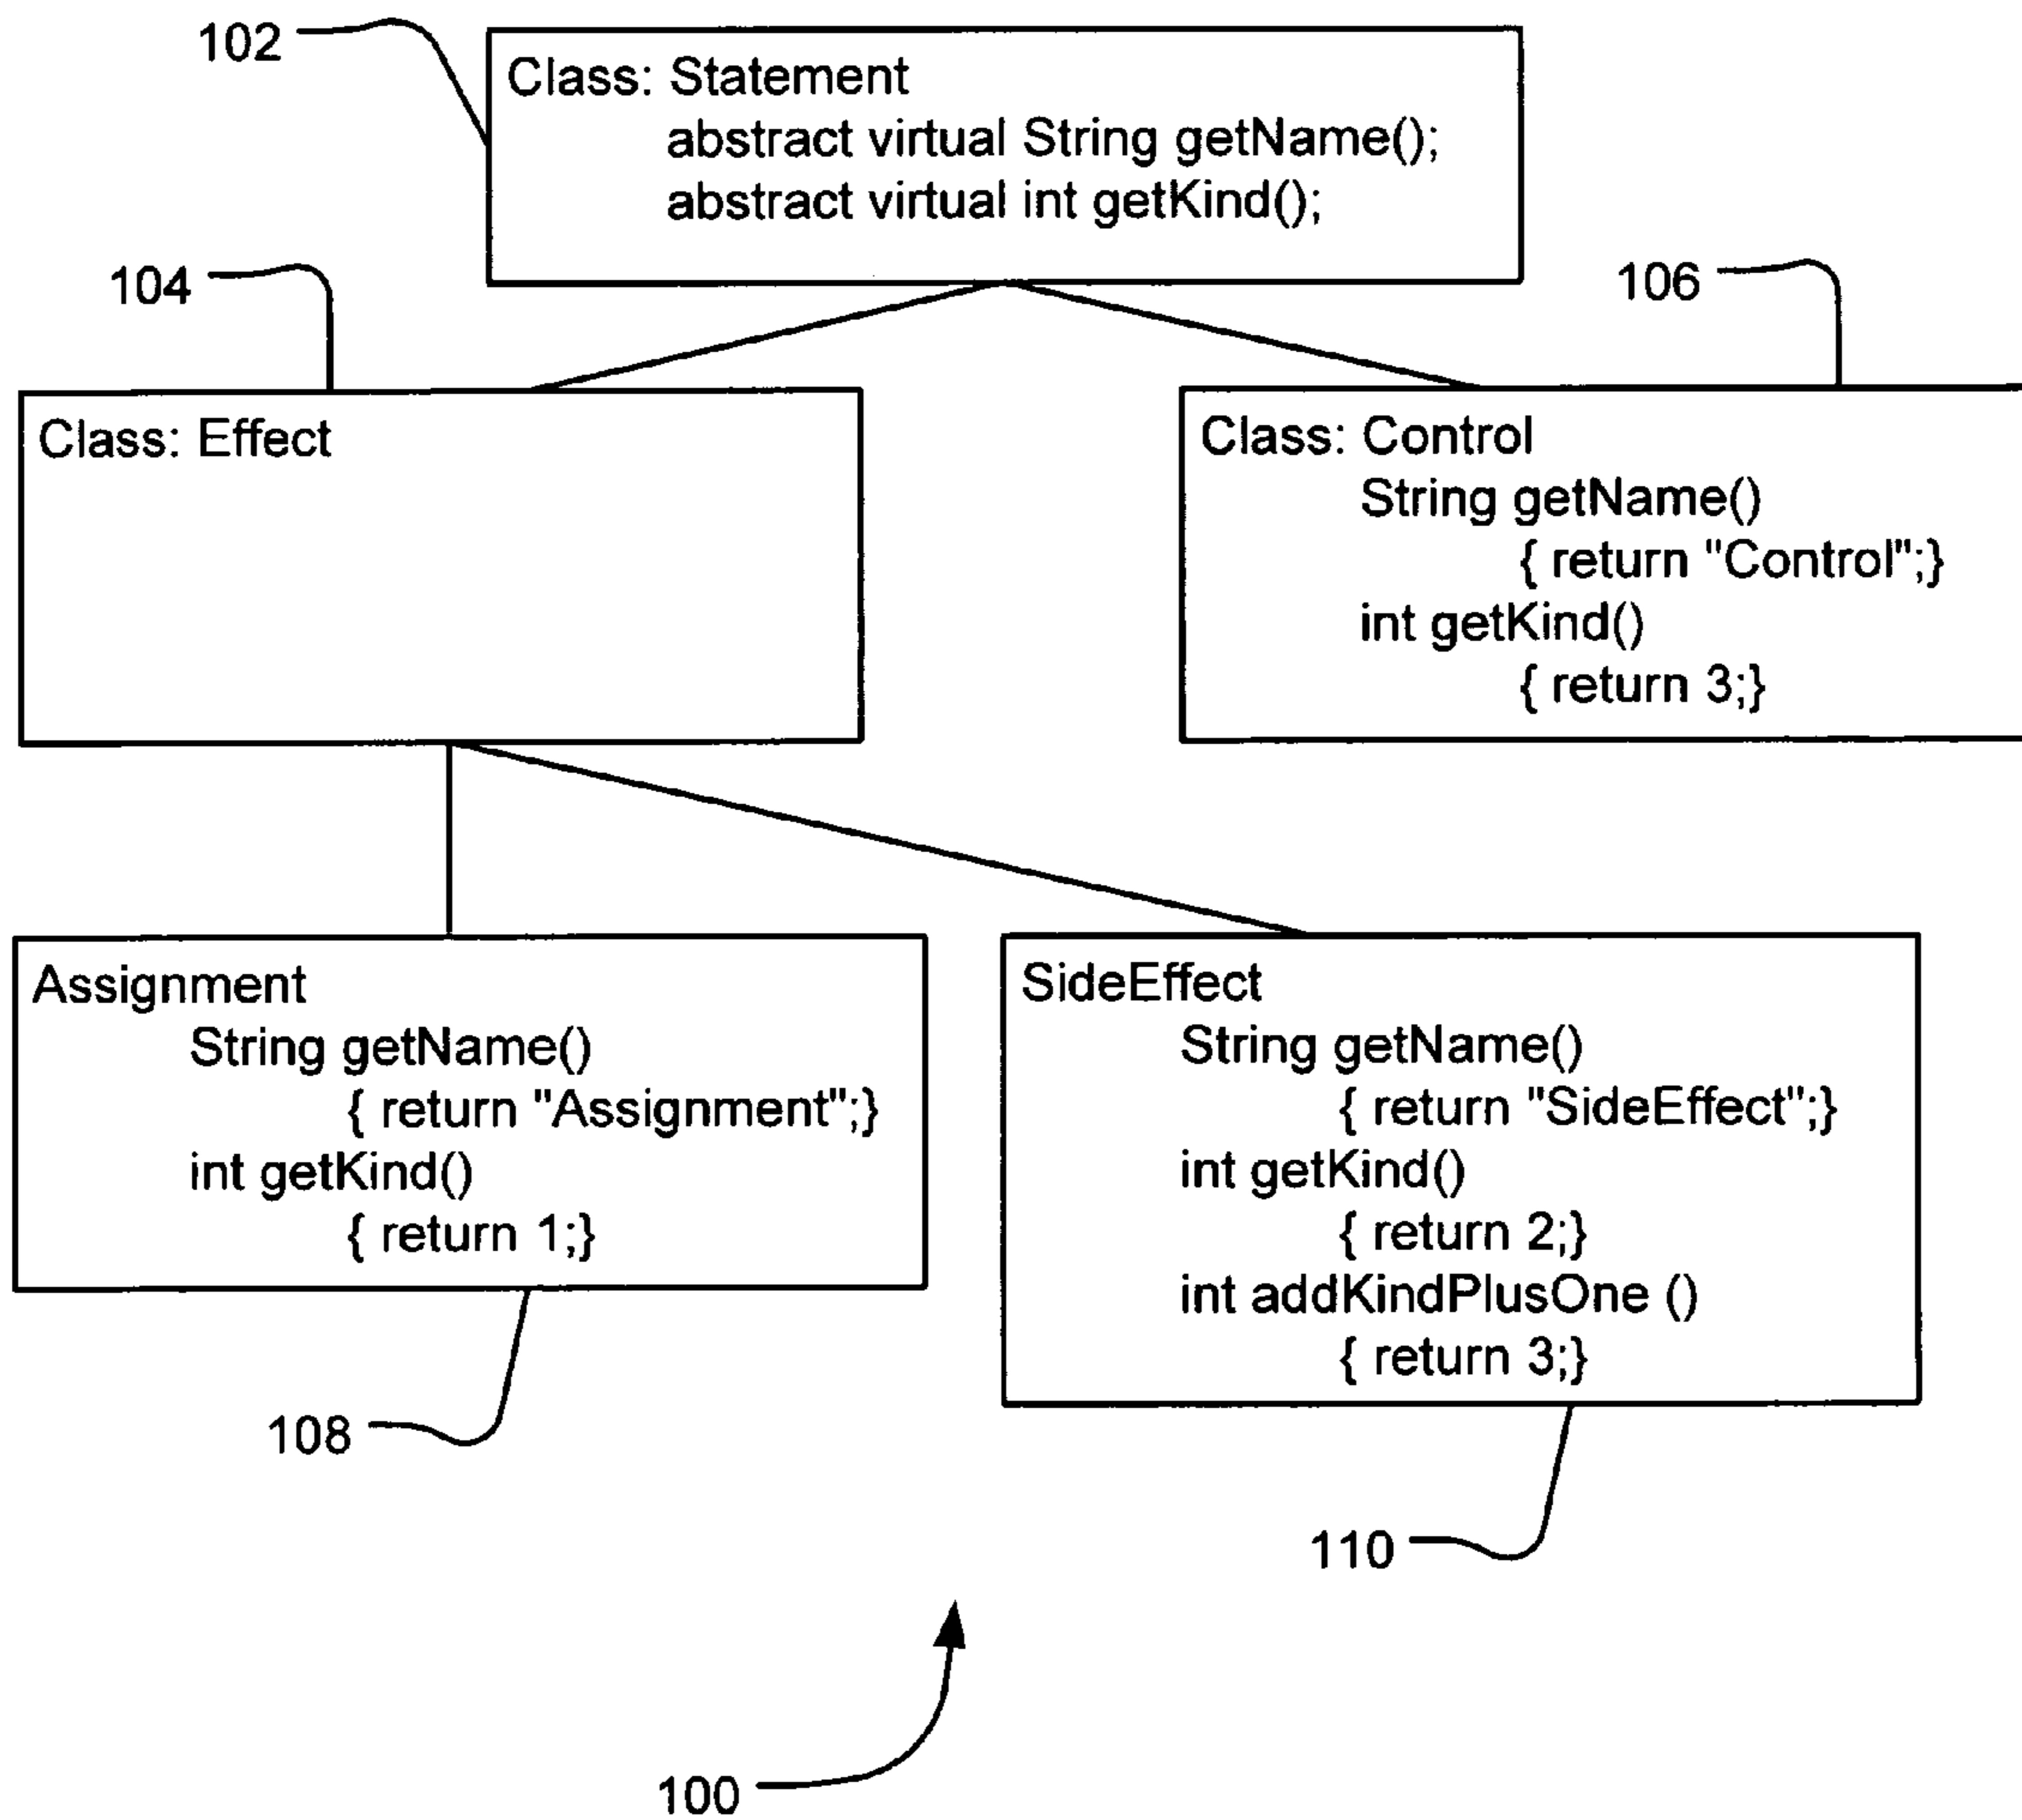 102
Class: Statement
abstract virtual String getName();
abstract virtual int getKind();
104
106
Class: Effect
Class: Control
String getName()
{ return "Control";}
int getKind()
{ return 3;}
Assignment
String getName()
{ return "Assignment";}
int getKind()
{ return 1;}
SideEffect
String getName()
{ return "SideEffect";}
int getKind()
{ return 2;}
int addKindPlusOne ()
{ return 3;}
108
110
100